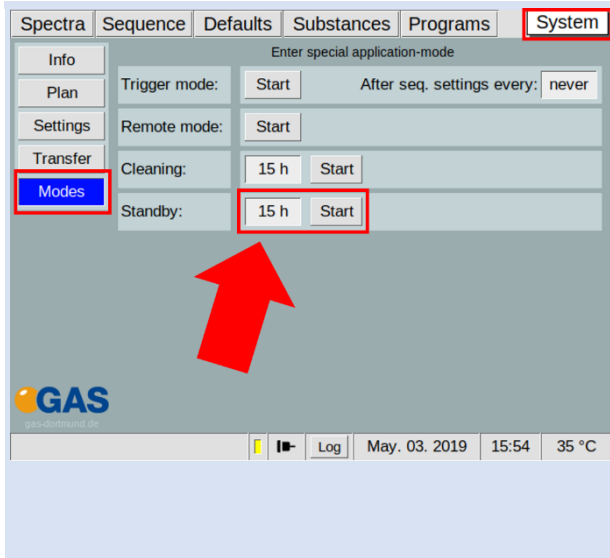 Spectra Sequence Defaults Substances Programs System
Info
Plan
Settings
Transfer
Modes
Enter special application-mode
Trigger mode: Start After seq. settings every: never
Remote mode: Start
Cleaning: 15 h Start
Standby: 15 h Start
GAS
gas-dortmund.de
Log May. 03. 2019 15:54 35 °C